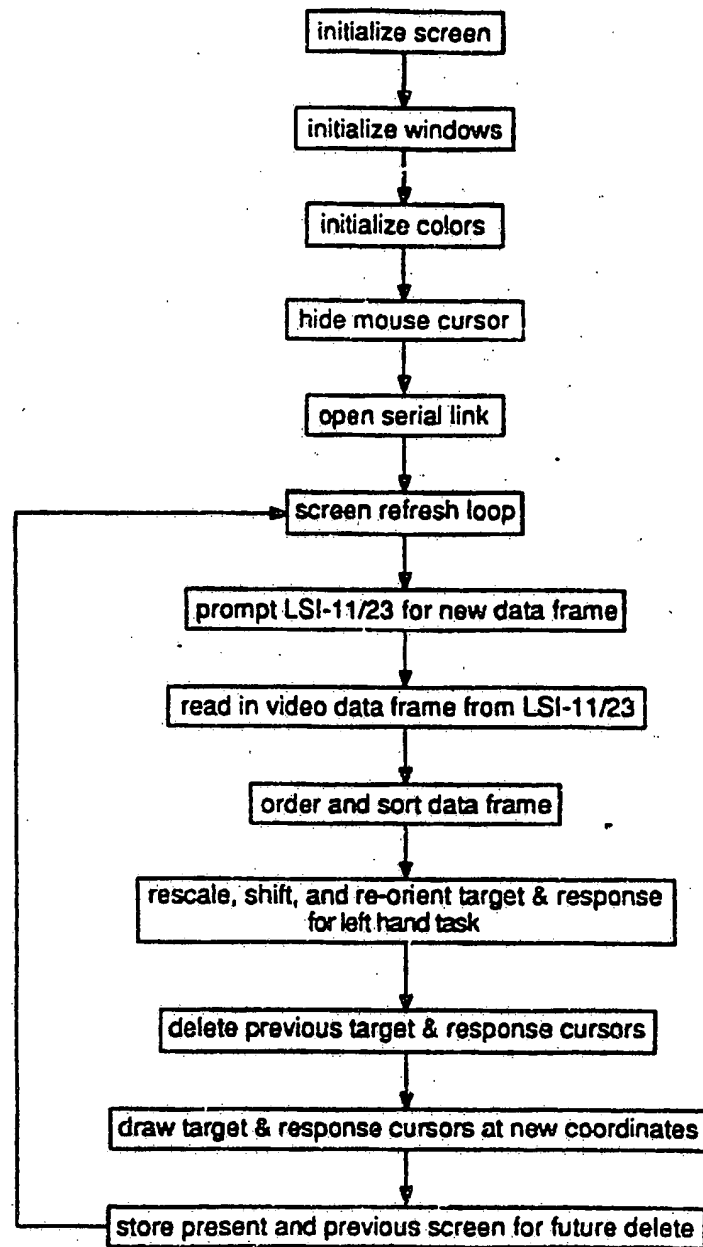 initialize screen
initialize windows
initialize colors
hide mouse cursor
open serial link
screen refresh loop
prompt LSI-11/23 for new data frame
read in video data frame from LSI-11/23
order and sort data frame
rescale, shift, and re-orient target & response
for left hand task
delete previous target & response cursors
draw target & response cursors at new coordinates
store present and previous screen for future delete